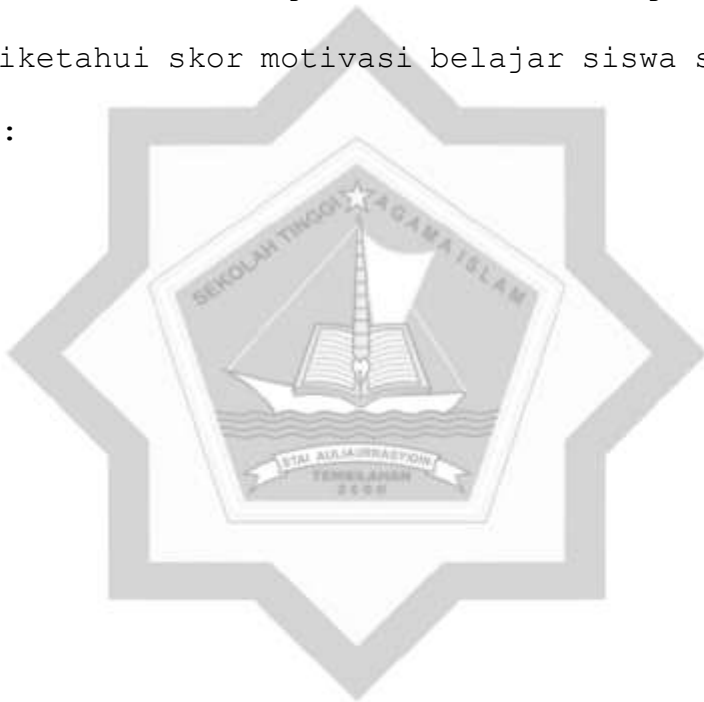 iketahui skor motivasi belajar siswa s
:
SEKOLAH TINGGI AGAMA ISLAM
STAI AULIAURRASYIDIN
TEMBILAHAN